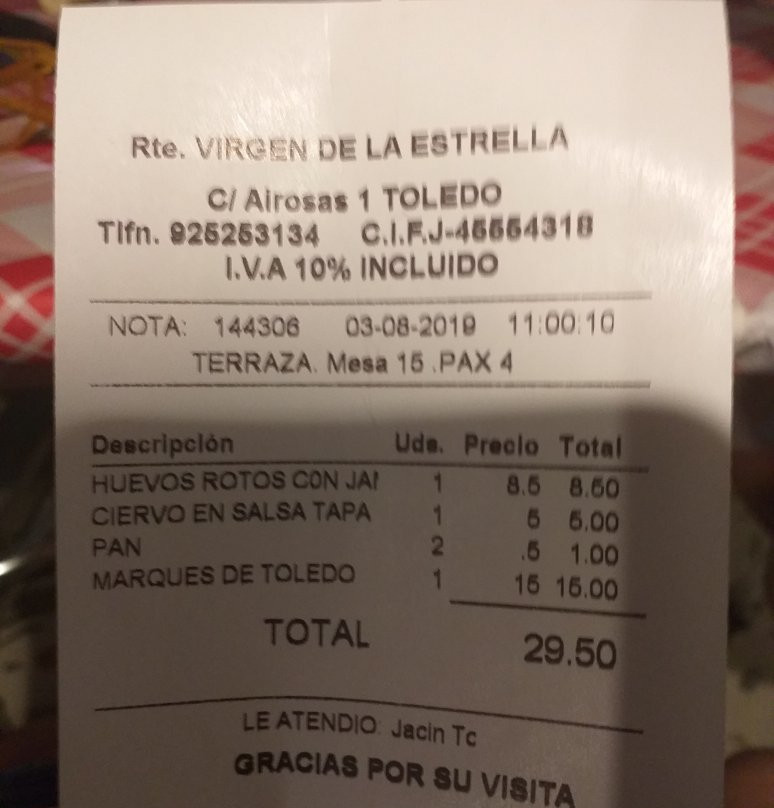 Rte. VIRGEN DE LA ESTRELLA
C/ Airosas 1 TOLEDO
Tlfn. 925253134 C.I.F.J-45554318
I.V.A 10% INCLUIDO
NOTA: 144306 03-08-2019 11:00:10
TERRAZA. Mesa 15 .PAX 4
Descripción Uds. Precio Total
HUEVOS ROTOS CON JAM 1 8.5 8.50
CIERVO EN SALSA TAPA 1 5 5.00
PAN 2 .5 1.00
MARQUES DE TOLEDO 1 15 15.00
TOTAL 29.50
LE ATENDIO: Jacin Tc
GRACIAS POR SU VISITA